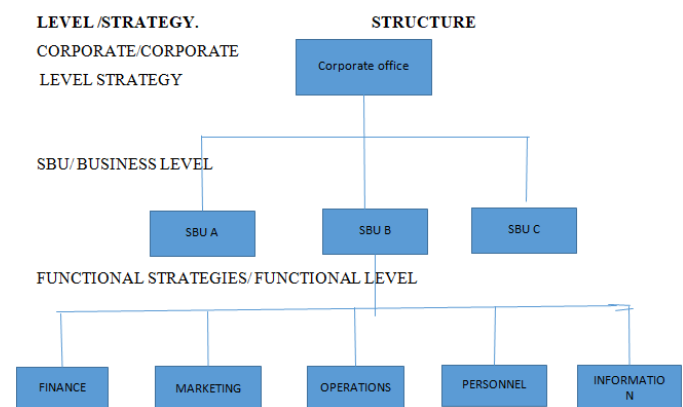 LEVEL /STRATEGY. STRUCTURE
CORPORATE/CORPORATE
LEVEL STRATEGY
Corporate office
SBU/ BUSINESS LEVEL
SBU A
SBU B
SBU C
FUNCTIONAL STRATEGIES/ FUNCTIONAL LEVEL
FINANCE
MARKETING
OPERATIONS
PERSONNEL
INFORMATIO
N